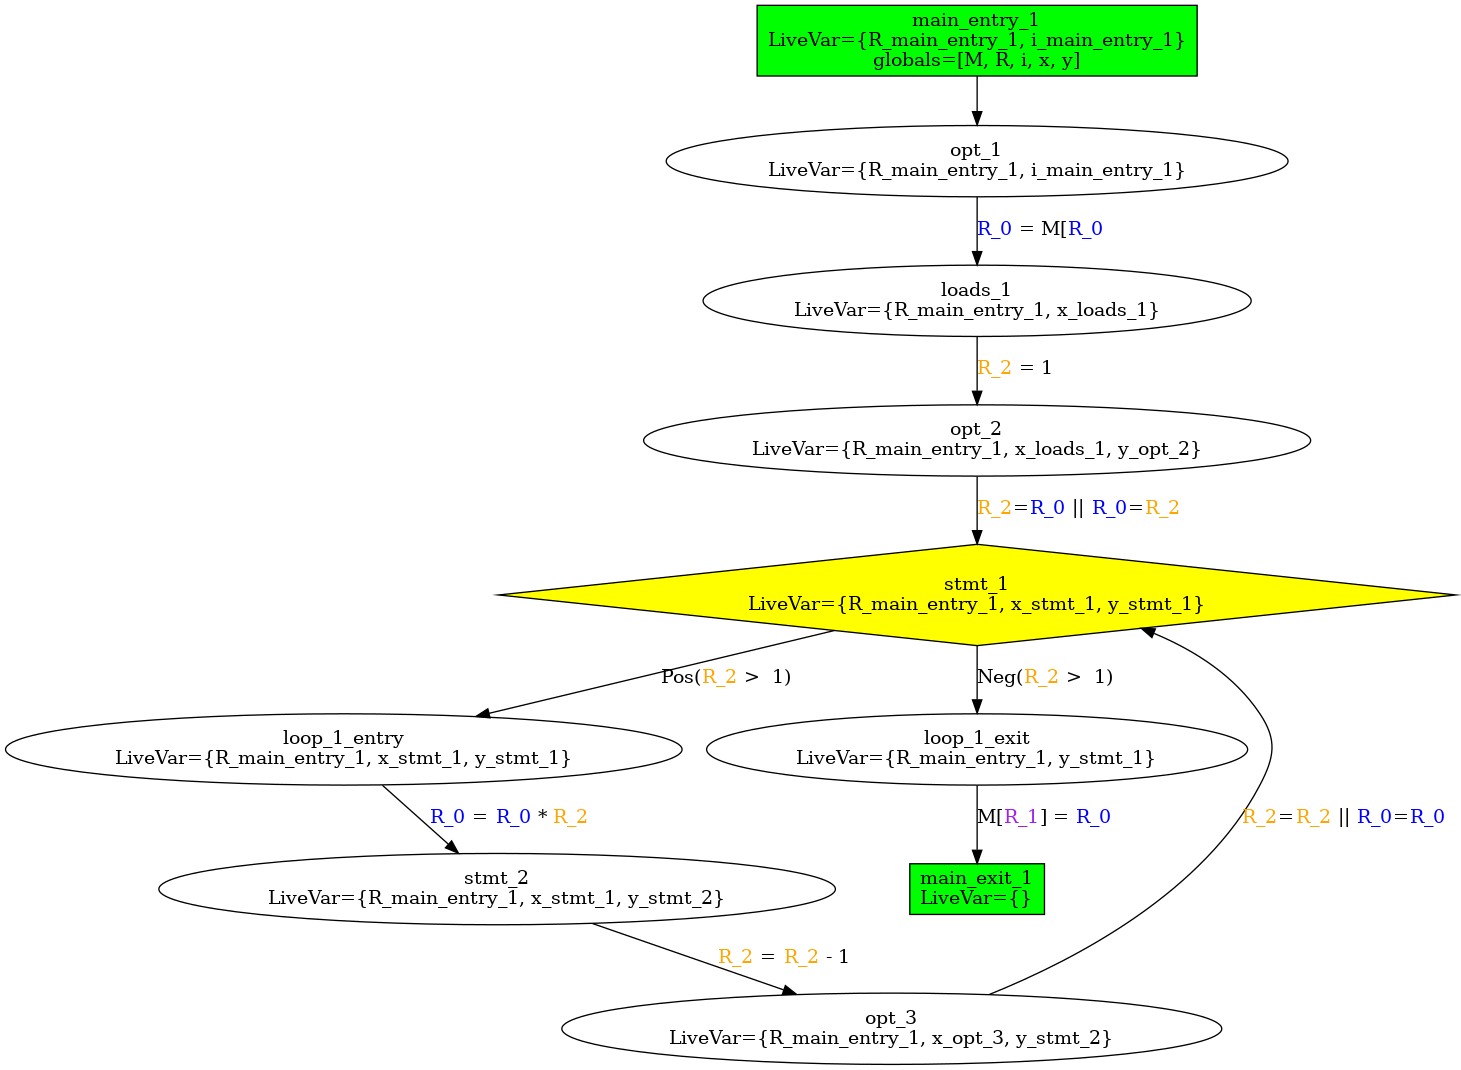 main_entry_1
LiveVar={R_main_entry_1, i_main_entry_1}
globals=[M, R, i, x, y]
opt_1
LiveVar={R_main_entry_1, i_main_entry_1}
R_0 = M[R_0
loads_1
LiveVar={R_main_entry_1, x_loads_1}
R_2 = 1
opt_2
LiveVar={R_main_entry_1, x_loads_1, y_opt_2}
R_2=R_0 || R_0=R_2
stmt_1
LiveVar={R_main_entry_1, x_stmt_1, y_stmt_1}
Pos(R_2 >  1)
Neg(R_2 >  1)
loop_1_entry
LiveVar={R_main_entry_1, x_stmt_1, y_stmt_1}
loop_1_exit
LiveVar={R_main_entry_1, y_stmt_1}
R_0 = R_0 * R_2
M[R_1] = R_0
R_2=R_2 || R_0=R_0
stmt_2
LiveVar={R_main_entry_1, x_stmt_1, y_stmt_2}
main_exit_1
LiveVar={}
R_2 = R_2 - 1
opt_3
LiveVar={R_main_entry_1, x_opt_3, y_stmt_2}